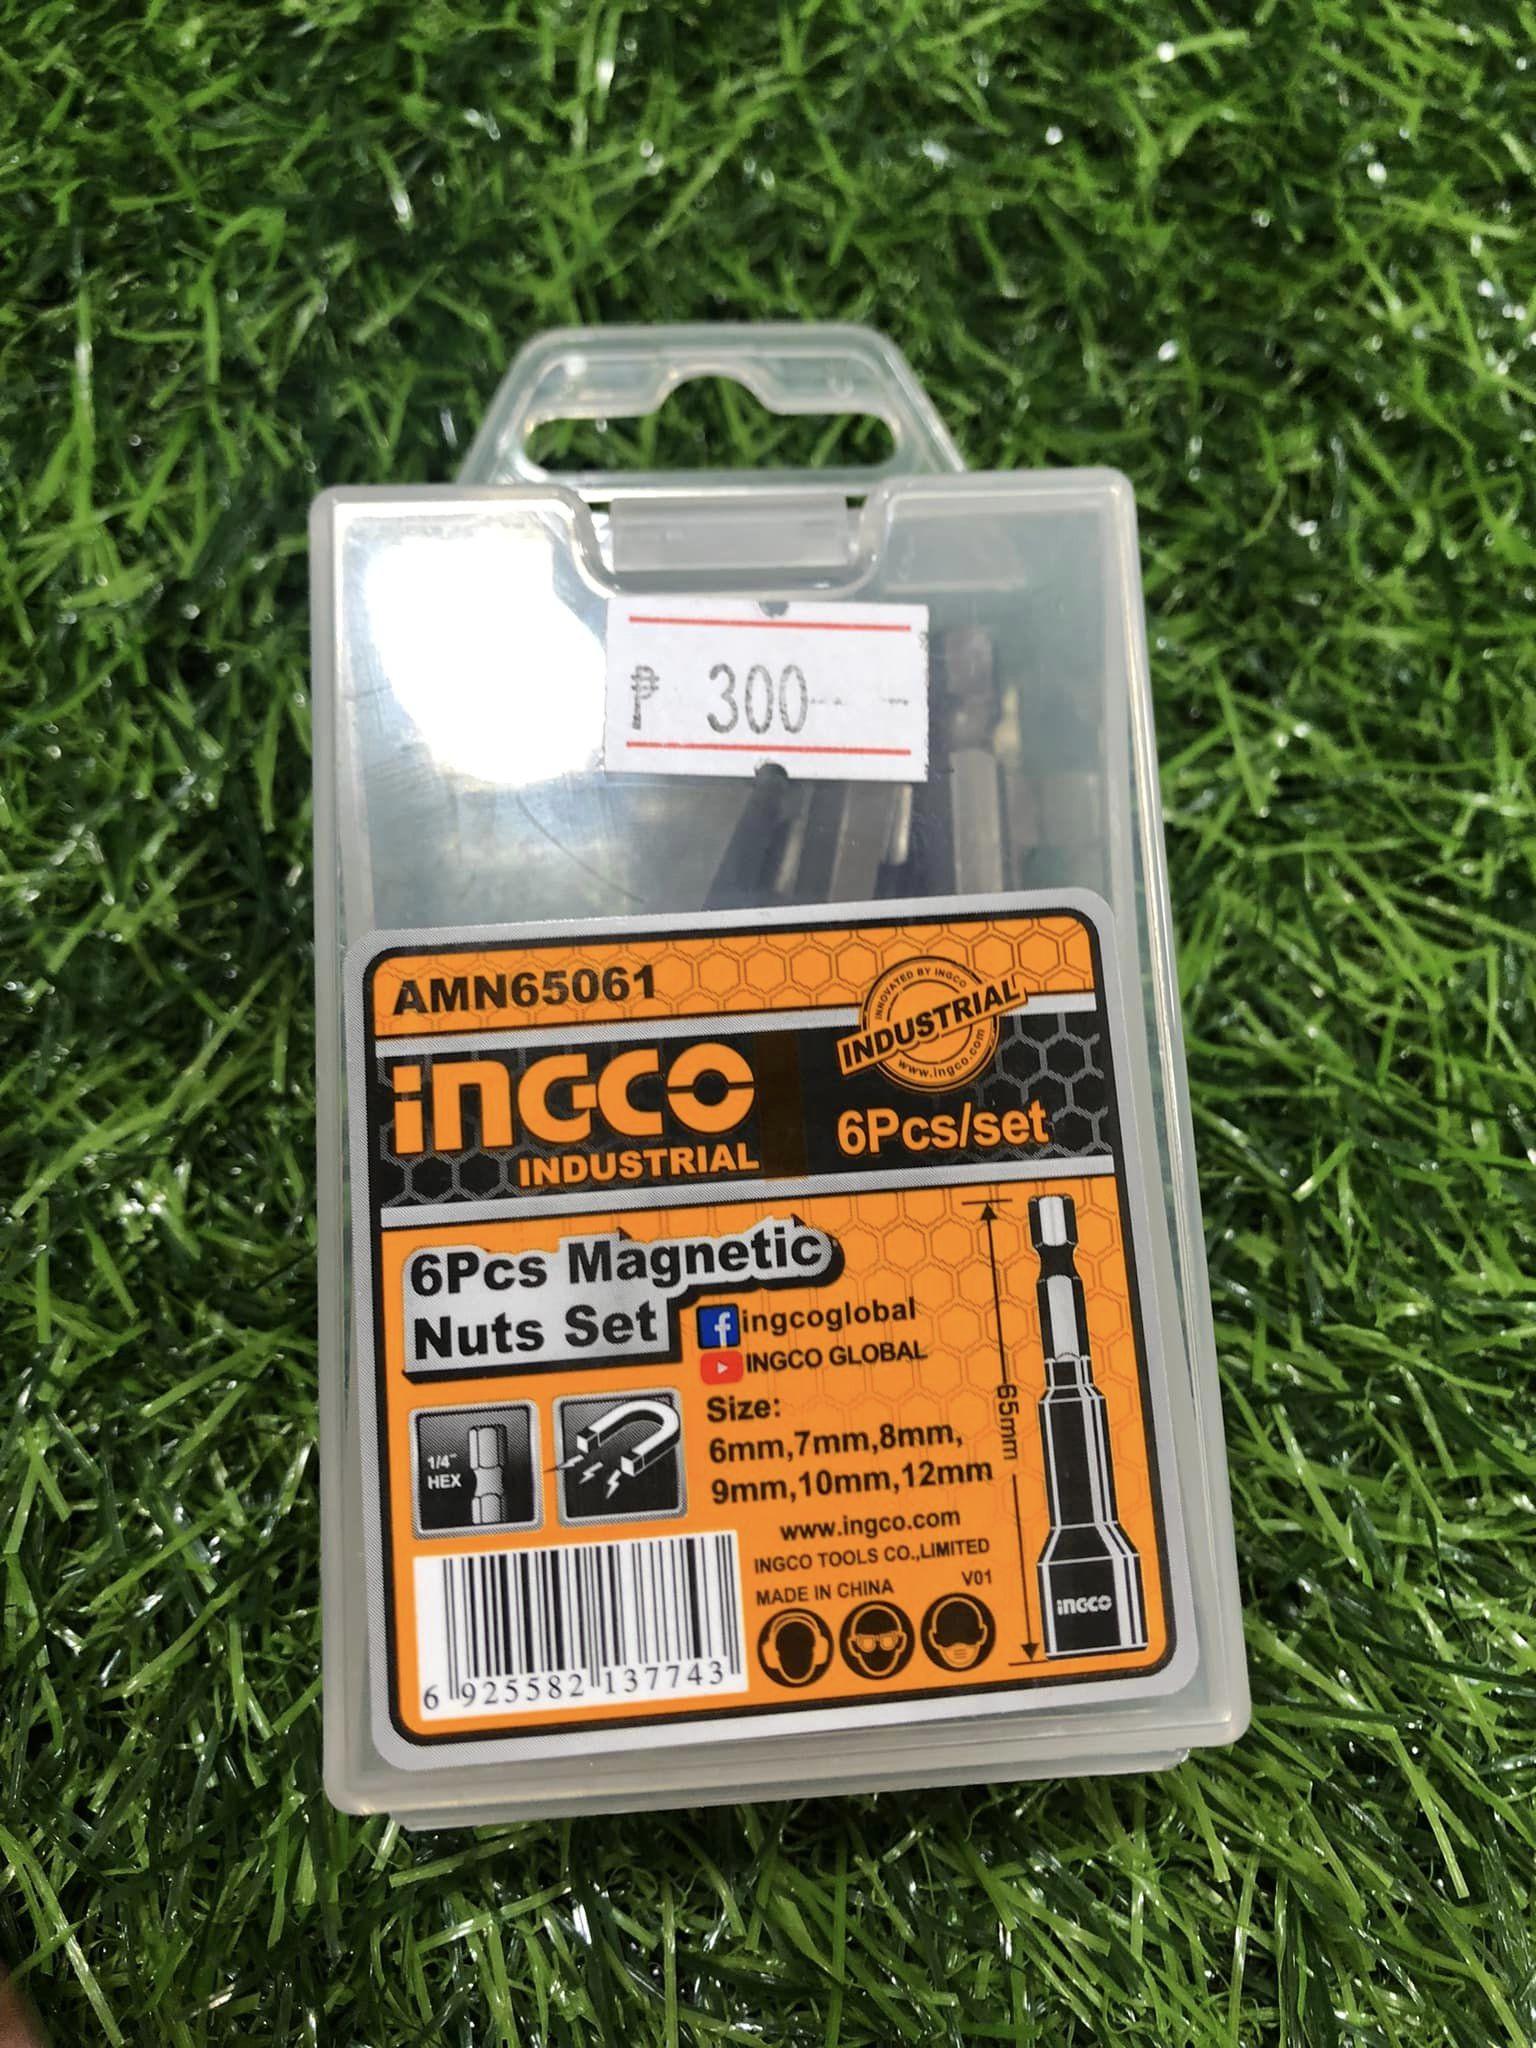 ₱ 300
AMN65061
INNOVATED BY INGCO
INDUSTRIAL
www.ingco.com
INGCO
INDUSTRIAL
6Pcs/set
6Pcs Magnetic
Nuts Set
ingcoglobal
INGCO GLOBAL
1/4"
HEX
Size:
6mm,7mm,8mm,
9mm,10mm,12mm
65mm
www.ingco.com
INGCO TOOLS CO.,LIMITED
MADE IN CHINA V01
INGCO
6 925582 137743